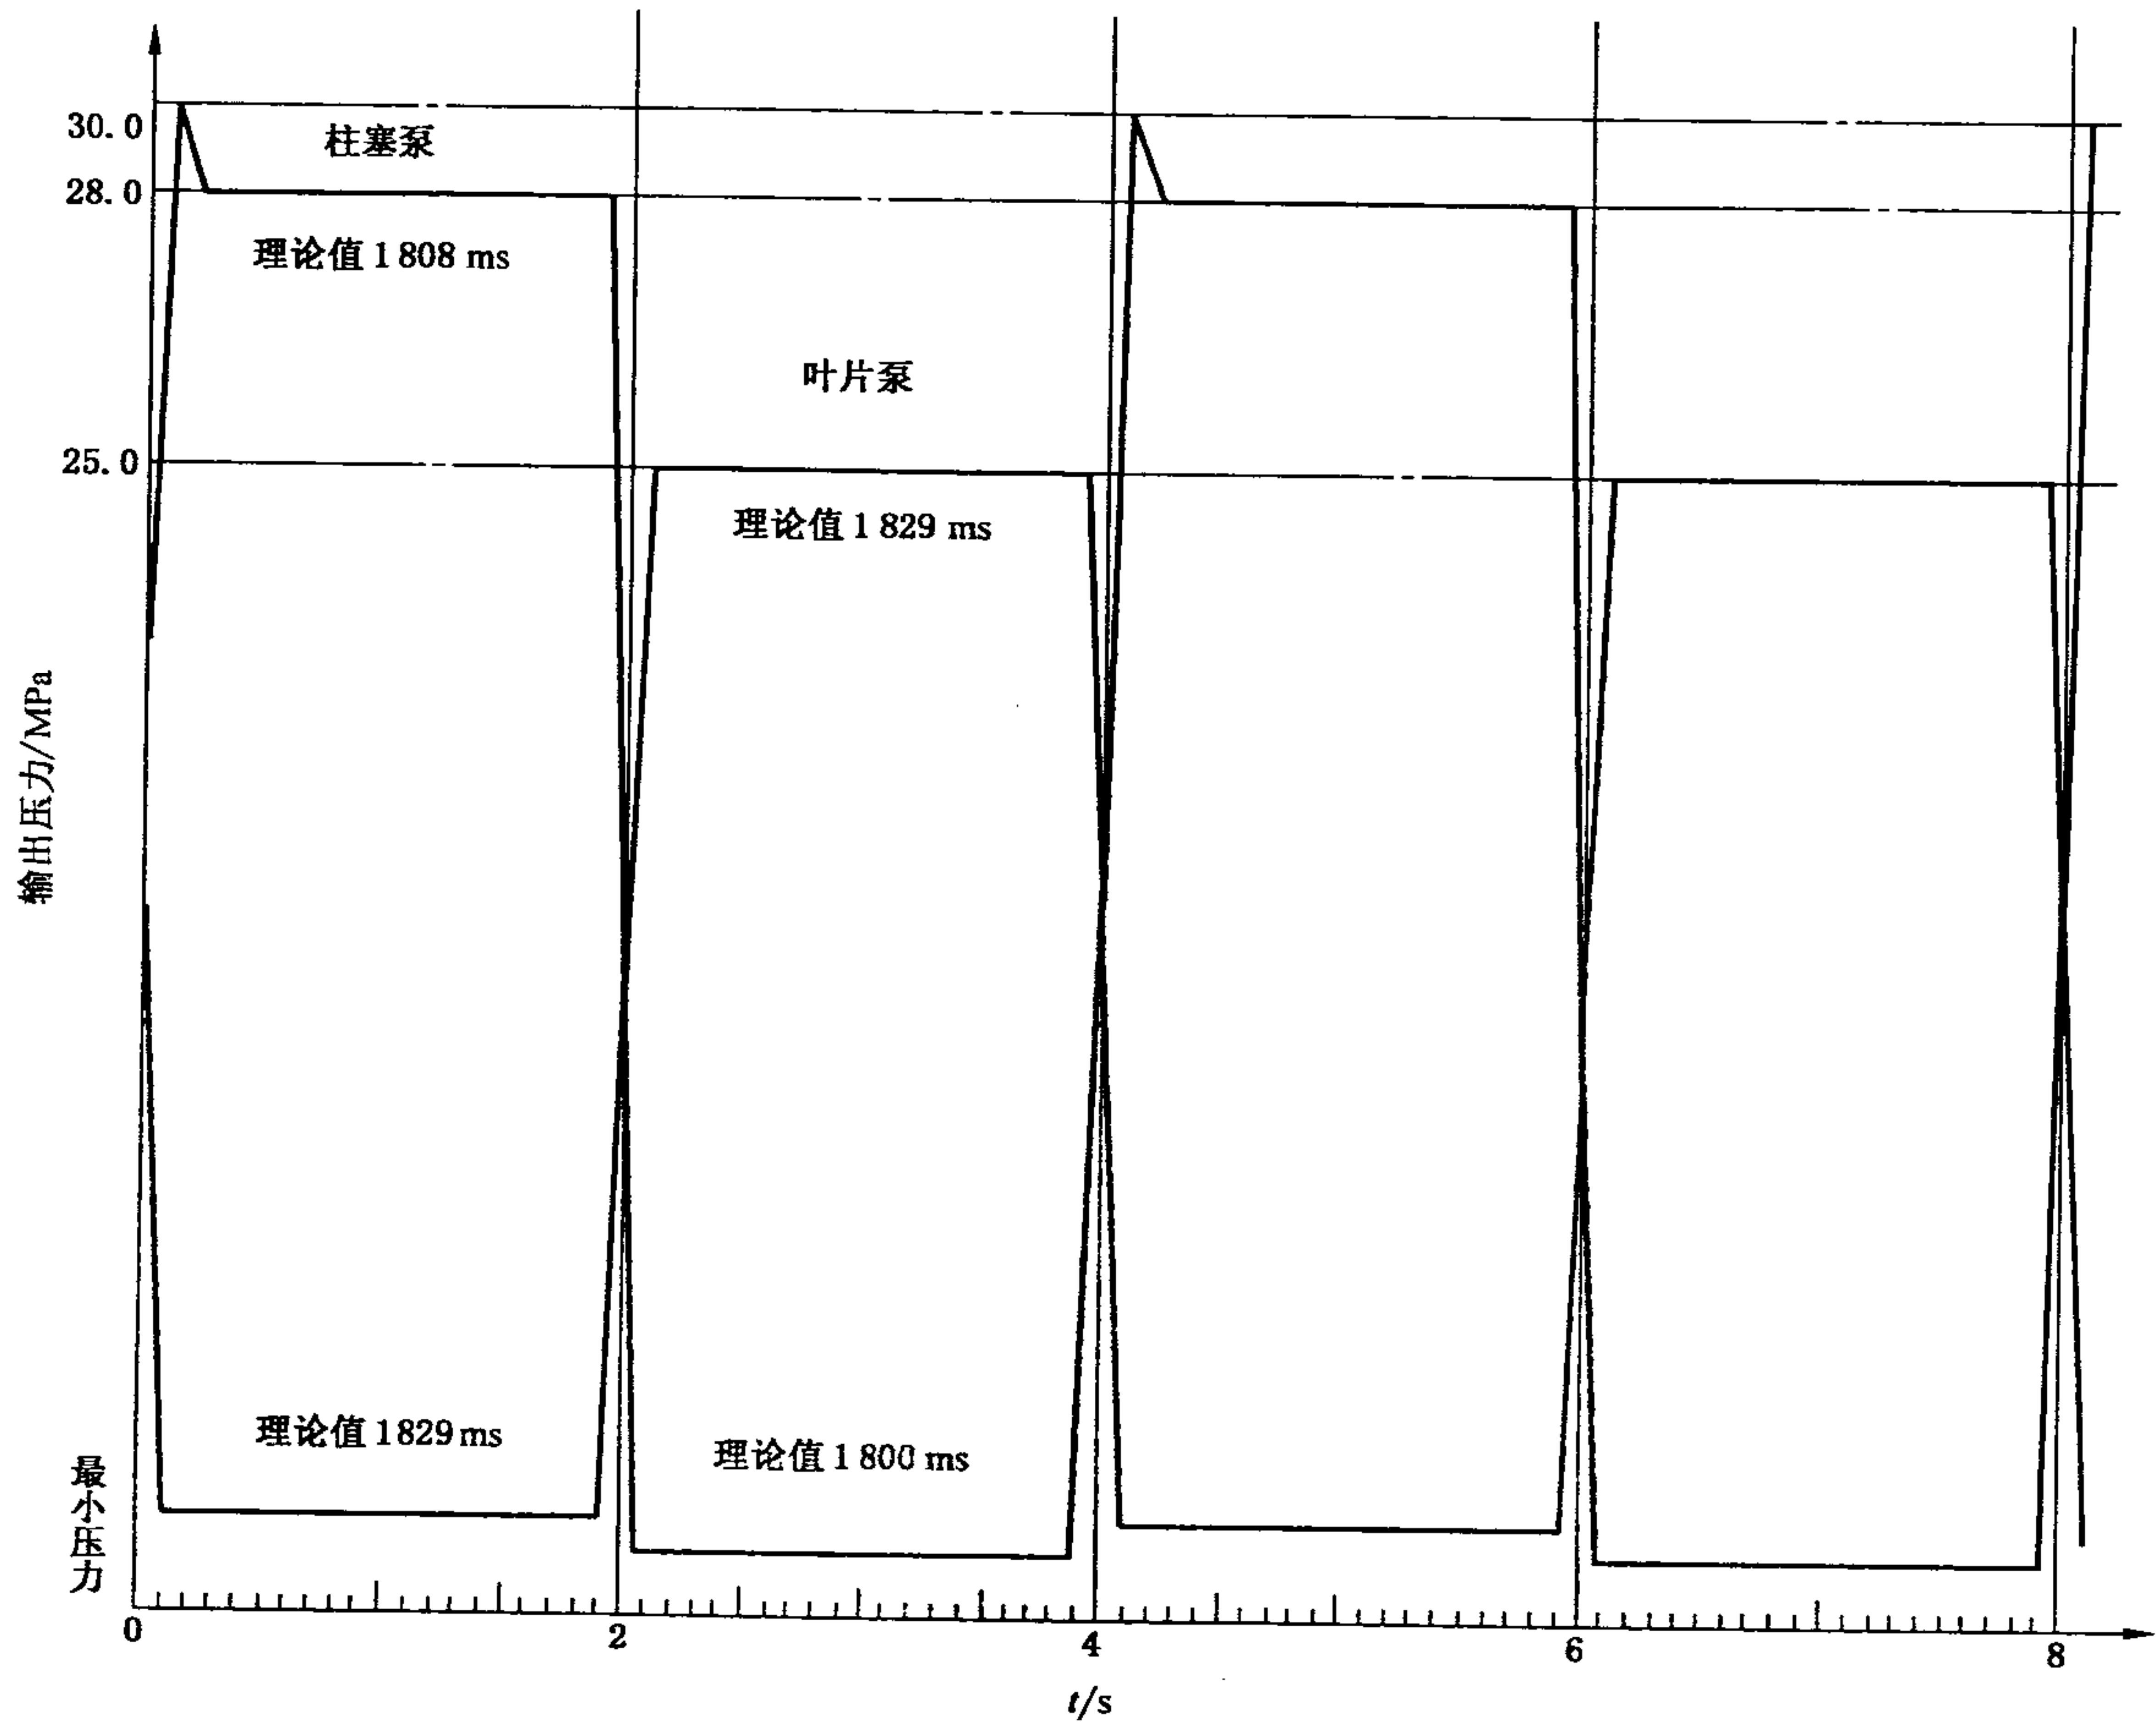 30.0
柱塞泵
28.0
理论值 1 808 ms
叶片泵
25.0
理论值 1 829 ms
输出压力/MPa
理论值 1829 ms
理论值 1 800 ms
最小压力
0
2
4
6
8
t/s